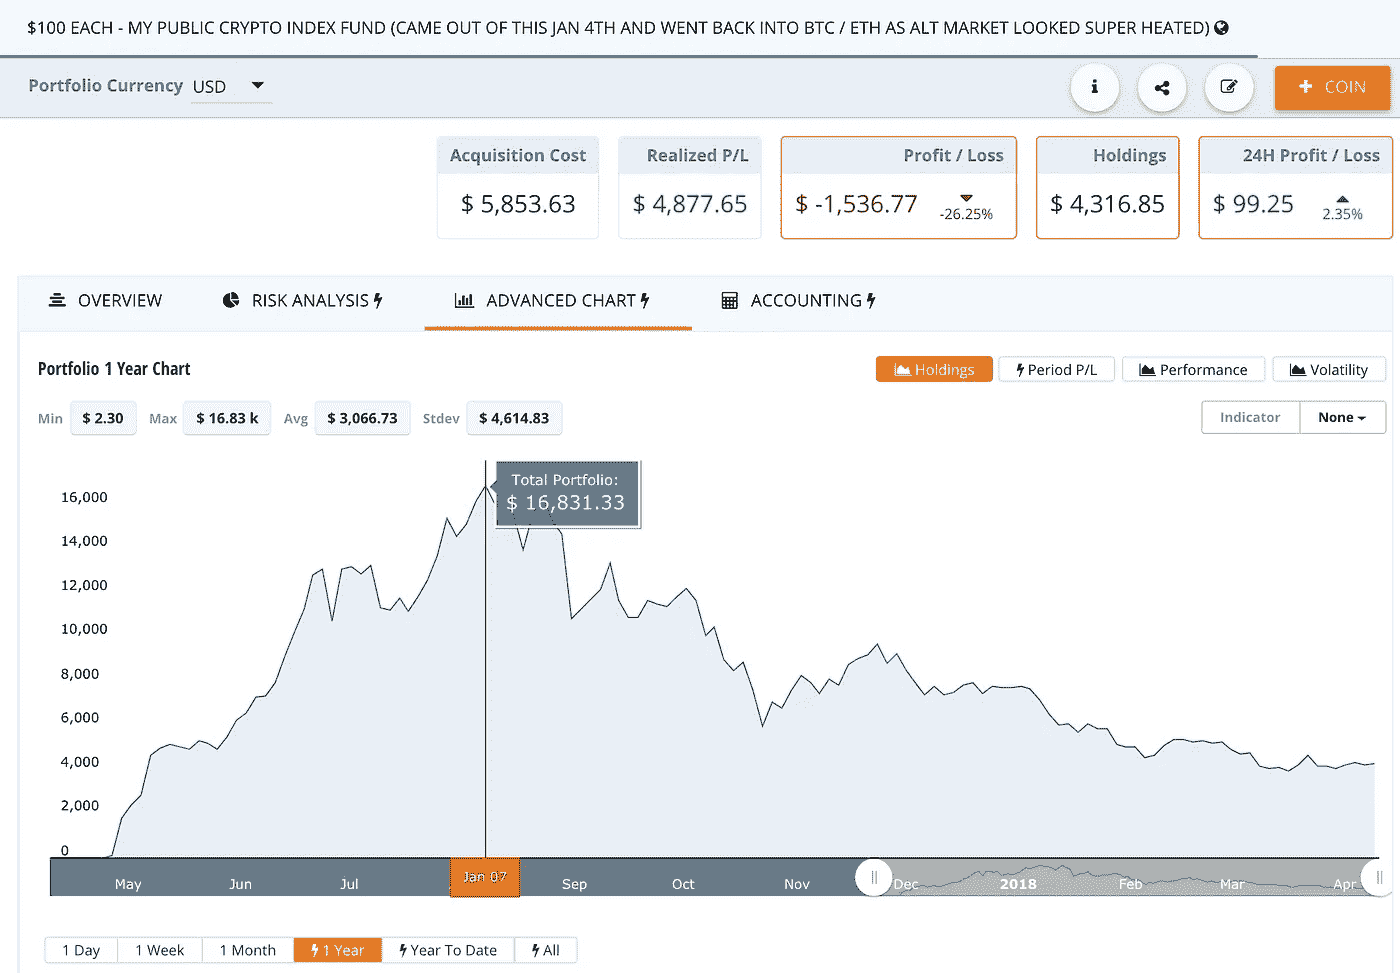 $100 EACH - MY PUBLIC CRYPTO INDEX FUND (CAME OUT OF THIS JAN 4TH AND WENT BACK INTO BTC / ETH AS ALT MARKET LOOKED SUPER HEATED)
Portfolio Currency USD
+ COIN
Acquisition Cost Realized P/L Profit / Loss Holdings 24H Profit / Loss
$ 5,853.63 $ 4,877.65 $ -1,536.77 -26.25% $ 4,316.85 $ 99.25 2.35%
OVERVIEW RISK ANALYSIS ADVANCED CHART ACCOUNTING
Portfolio 1 Year Chart
Holdings Period P/L Performance Volatility
Min $ 2.30 Max $ 16.83 k Avg $ 3,066.73 Stdev $ 4,614.83
Indicator None
Total Portfolio:
$ 16,831.33
16,000
14,000
12,000
10,000
8,000
6,000
4,000
2,000
0
May Jun Jul Jan 07 Sep Oct Nov Dec 2018 Feb Mar Apr
1 Day 1 Week 1 Month 1 Year Year To Date All